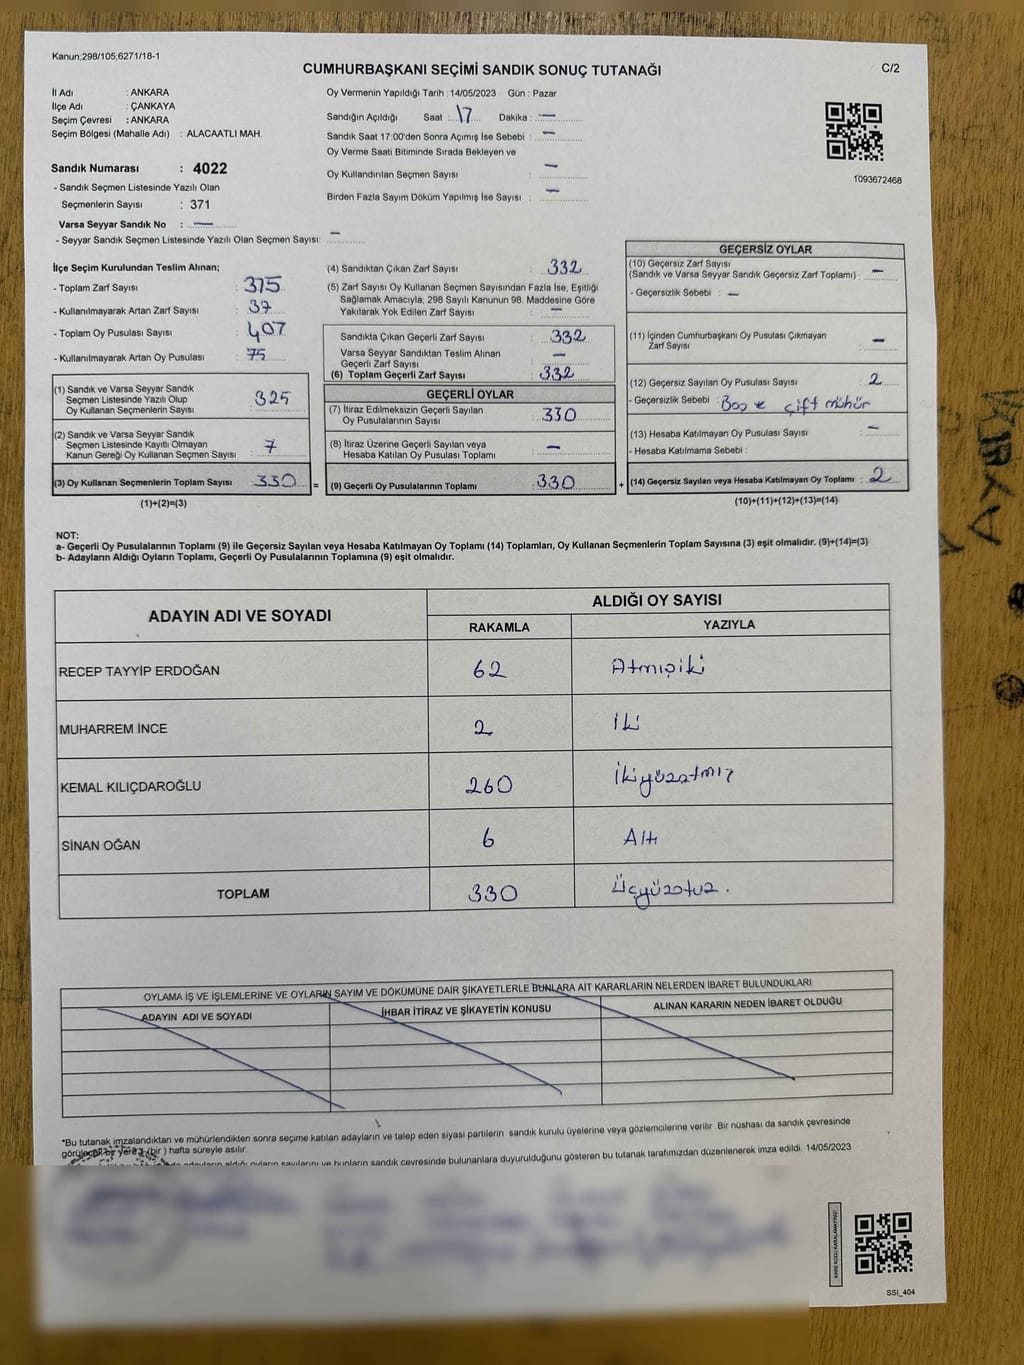 Kanun;298/105;6271/18-1
CUMHURBAŞKANI SEÇİMİ SANDIK SONUÇ TUTANAĞI
C/2
İl Adı : ANKARA
İlçe Adı : ÇANKAYA
Seçim Çevresi : ANKARA
Seçim Bölgesi (Mahalle Adı) : ALACAATLI MAH.
Sandık Numarası : 4022
- Sandık Seçmen Listesinde Yazılı Olan
Seçmenlerin Sayısı : 371
Varsa Seyyar Sandık No : —
- Seyyar Sandık Seçmen Listesinde Yazılı Olan Seçmen Sayısı: —
Oy Vermenin Yapıldığı Tarih : 14/05/2023 Gün : Pazar
Sandığın Açıldığı Saat : 17 Dakika : —
Sandık Saat 17:00'den Sonra Açımış İse Sebebi : —
Oy Verme Saati Bitiminde Sırada Bekleyen ve
Oy Kullandırılan Seçmen Sayısı : —
Birden Fazla Sayım Döküm Yapılmış İse Sayısı : —
1093672468
İlçe Seçim Kurulundan Teslim Alınan;
- Toplam Zarf Sayısı : 375
- Kullanılmayarak Artan Zarf Sayısı : 37
- Toplam Oy Pusulası Sayısı : 407
- Kullanılmayarak Artan Oy Pusulası : 75
(1) Sandık ve Varsa Seyyar Sandık
Seçmen Listesinde Yazılı Olup
Oy Kullanan Seçmenlerin Sayısı : 325
(2) Sandık ve Varsa Seyyar Sandık
Seçmen Listesinde Kayıtlı Olmayan
Kanun Gereği Oy Kullanan Seçmen Sayısı : 7
(3) Oy Kullanan Seçmenlerin Toplam Sayısı : 330 =
(1)+(2)=(3)
(4) Sandıktan Çıkan Zarf Sayısı : 332
(5) Zarf Sayısı Oy Kullanan Seçmen Sayısından Fazla İse, Eşitliği
Sağlamak Amacıyla; 298 Sayılı Kanunun 98. Maddesine Göre
Yakılarak Yok Edilen Zarf Sayısı : —
Sandıkta Çıkan Geçerli Zarf Sayısı : 332
Varsa Seyyar Sandıktan Teslim Alınan
Geçerli Zarf Sayısı : —
(6) Toplam Geçerli Zarf Sayısı : 332
GEÇERLİ OYLAR
(7) İtiraz Edilmeksizin Geçerli Sayılan
Oy Pusulalarının Sayısı : 330
(8) İtiraz Üzerine Geçerli Sayılan veya
Hesaba Katılan Oy Pusulası Toplamı : —
(9) Geçerli Oy Pusulalarının Toplamı : 330 +
GEÇERSİZ OYLAR
(10) Geçersiz Zarf Sayısı
(Sandık ve Varsa Seyyar Sandık Geçersiz Zarf Toplamı) : —
- Geçersizlik Sebebi : —
(11) İçinden Cumhurbaşkanı Oy Pusulası Çıkmayan
Zarf Sayısı : —
(12) Geçersiz Sayılan Oy Pusulası Sayısı : 2
- Geçersizlik Sebebi : Boş ve çift mühür
(13) Hesaba Katılmayan Oy Pusulası Sayısı : —
- Hesaba Katılmama Sebebi :
(14) Geçersiz Sayılan veya Hesaba Katılmayan Oy Toplamı : 2
(10)+(11)+(12)+(13)=(14)
NOT:
a- Geçerli Oy Pusulalarının Toplamı (9) ile Geçersiz Sayılan veya Hesaba Katılmayan Oy Toplamı (14) Toplamları, Oy Kullanan Seçmenlerin Toplam Sayısına (3) eşit olmalıdır. (9)+(14)=(3)
b- Adayların Aldığı Oyların Toplamı, Geçerli Oy Pusulalarının Toplamına (9) eşit olmalıdır.
ADAYIN ADI VE SOYADI ALDIĞI OY SAYISI
RAKAMLA YAZIYLA
RECEP TAYYİP ERDOĞAN 62 Atmışiki
MUHARREM İNCE 2 İki
KEMAL KILIÇDAROĞLU 260 İkiyüzatmız
SİNAN OĞAN 6 Altı
TOPLAM 330 Üçyüzotuz.
OYLAMA İŞ VE İŞLEMLERİNE VE OYLARIN SAYIM VE DÖKÜMÜNE DAİR ŞİKAYETLERLE BUNLARA AİT KARARLARIN NELERDEN İBARET BULUNDUKLARI
ADAYIN ADI VE SOYADI İHBAR İTİRAZ VE ŞİKAYETİN KONUSU ALINAN KARARIN NEDEN İBARET OLDUĞU
*Bu tutanak imzalandıktan ve mühürlendikten sonra seçime katılan adayların ve talep eden siyasi partilerin sandık kurulu üyelerine veya gözlemcilerine verilir .Bir nüshası da sandık çevresinde
görülecek bir yere 1 (bir ) hafta süreyle asılır.
adayların aldığı oyların sayılarını ve bunların sandık çevresinde bulunanlara duyurulduğunu gösteren bu tutanak tarafımızdan düzenlenerek imza edildi. 14/05/2023
KARE KODU KARALAMAYINIZ!
SSI_404